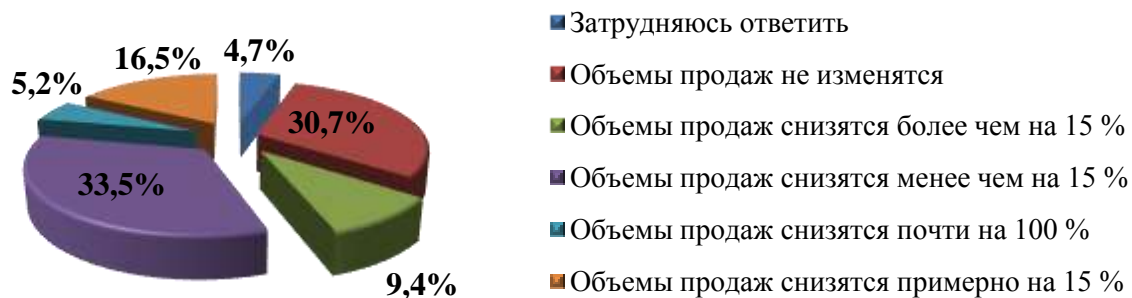 4,7%
16,5%
5,2%
30,7%
33,5%
9,4%
Затрудняюсь ответить
Объемы продаж не изменятся
Объемы продаж снизятся более чем на 15 %
Объемы продаж снизятся менее чем на 15 %
Объемы продаж снизятся почти на 100 %
Объемы продаж снизятся примерно на 15 %